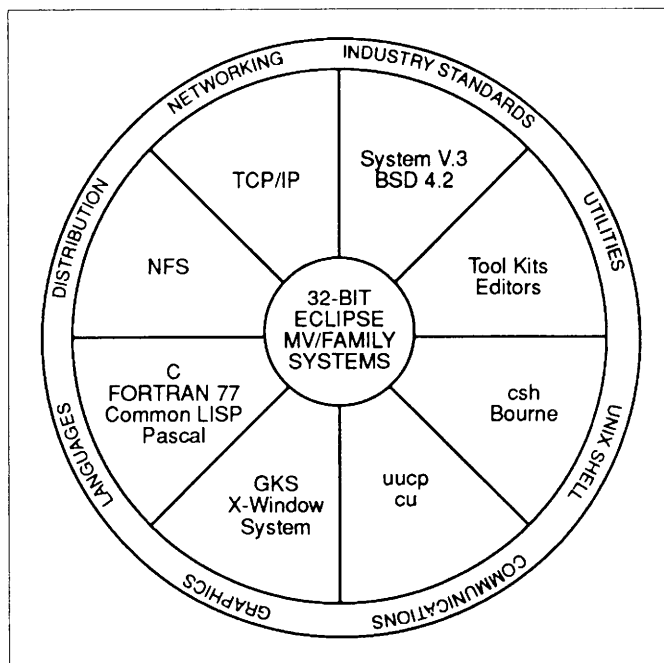 NETWORKING
INDUSTRY STANDARDS
UTILITIES
UNIX SHELL
COMMUNICATIONS
GRAPHICS
LANGUAGES
DISTRIBUTION
TCP/IP
System V.3
BSD 4.2
Tool Kits
Editors
csh
Bourne
uucp
cu
GKS
X-Window
System
C
FORTRAN 77
Common LISP
Pascal
NFS
32-BIT
ECLIPSE
MV/FAMILY
SYSTEMS